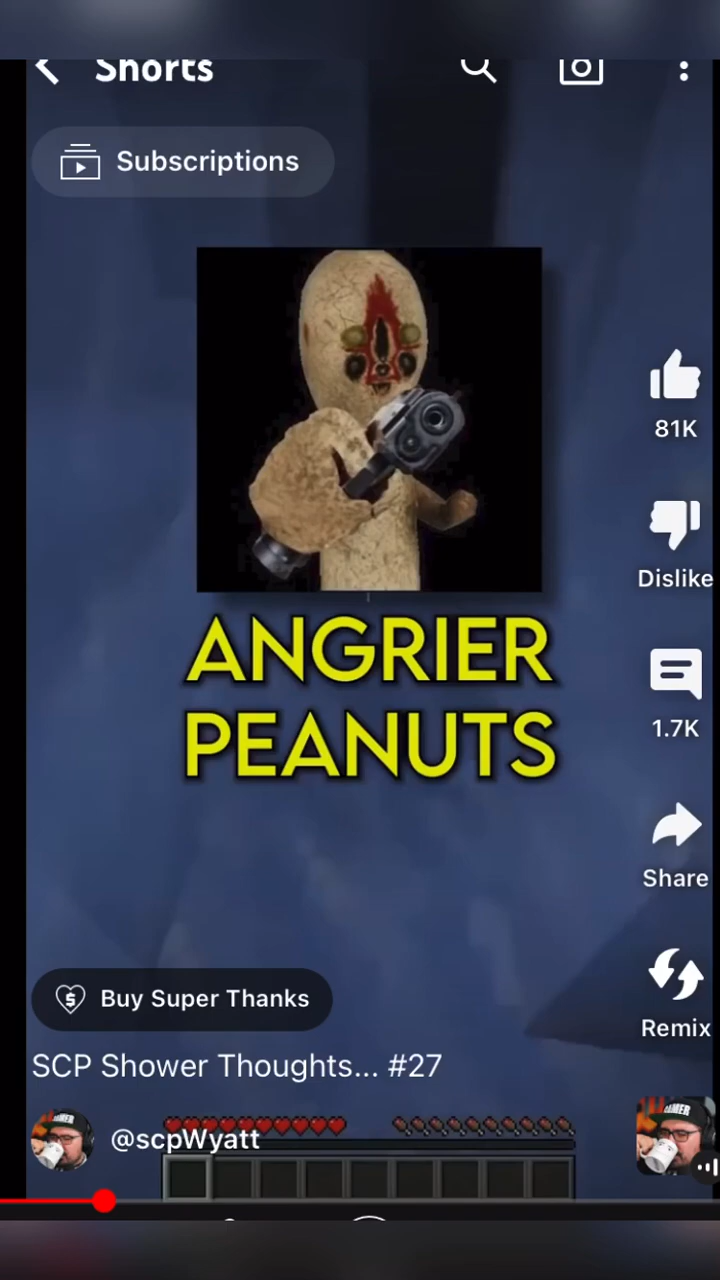 Shorts
Subscriptions
81K
Dislike
ANGRIER
PEANUTS
1.7K
Share
Buy Super Thanks
Remix
SCP Shower Thoughts... #27
@scpWyatt